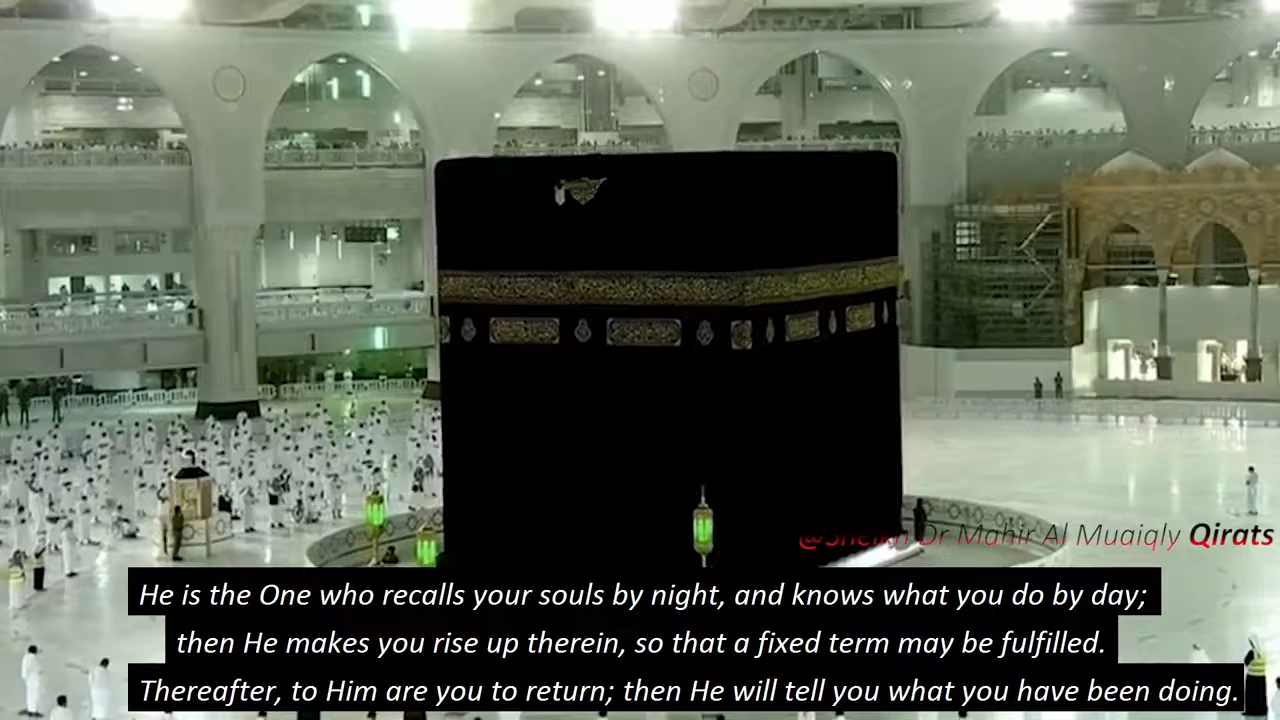 @Sheikh Dr Mahir Al Muaiqly Qirats
He is the One who recalls your souls by night, and knows what you do by day;
then He makes you rise up therein, so that a fixed term may be fulfilled.
Thereafter, to Him are you to return; then He will tell you what you have been doing.